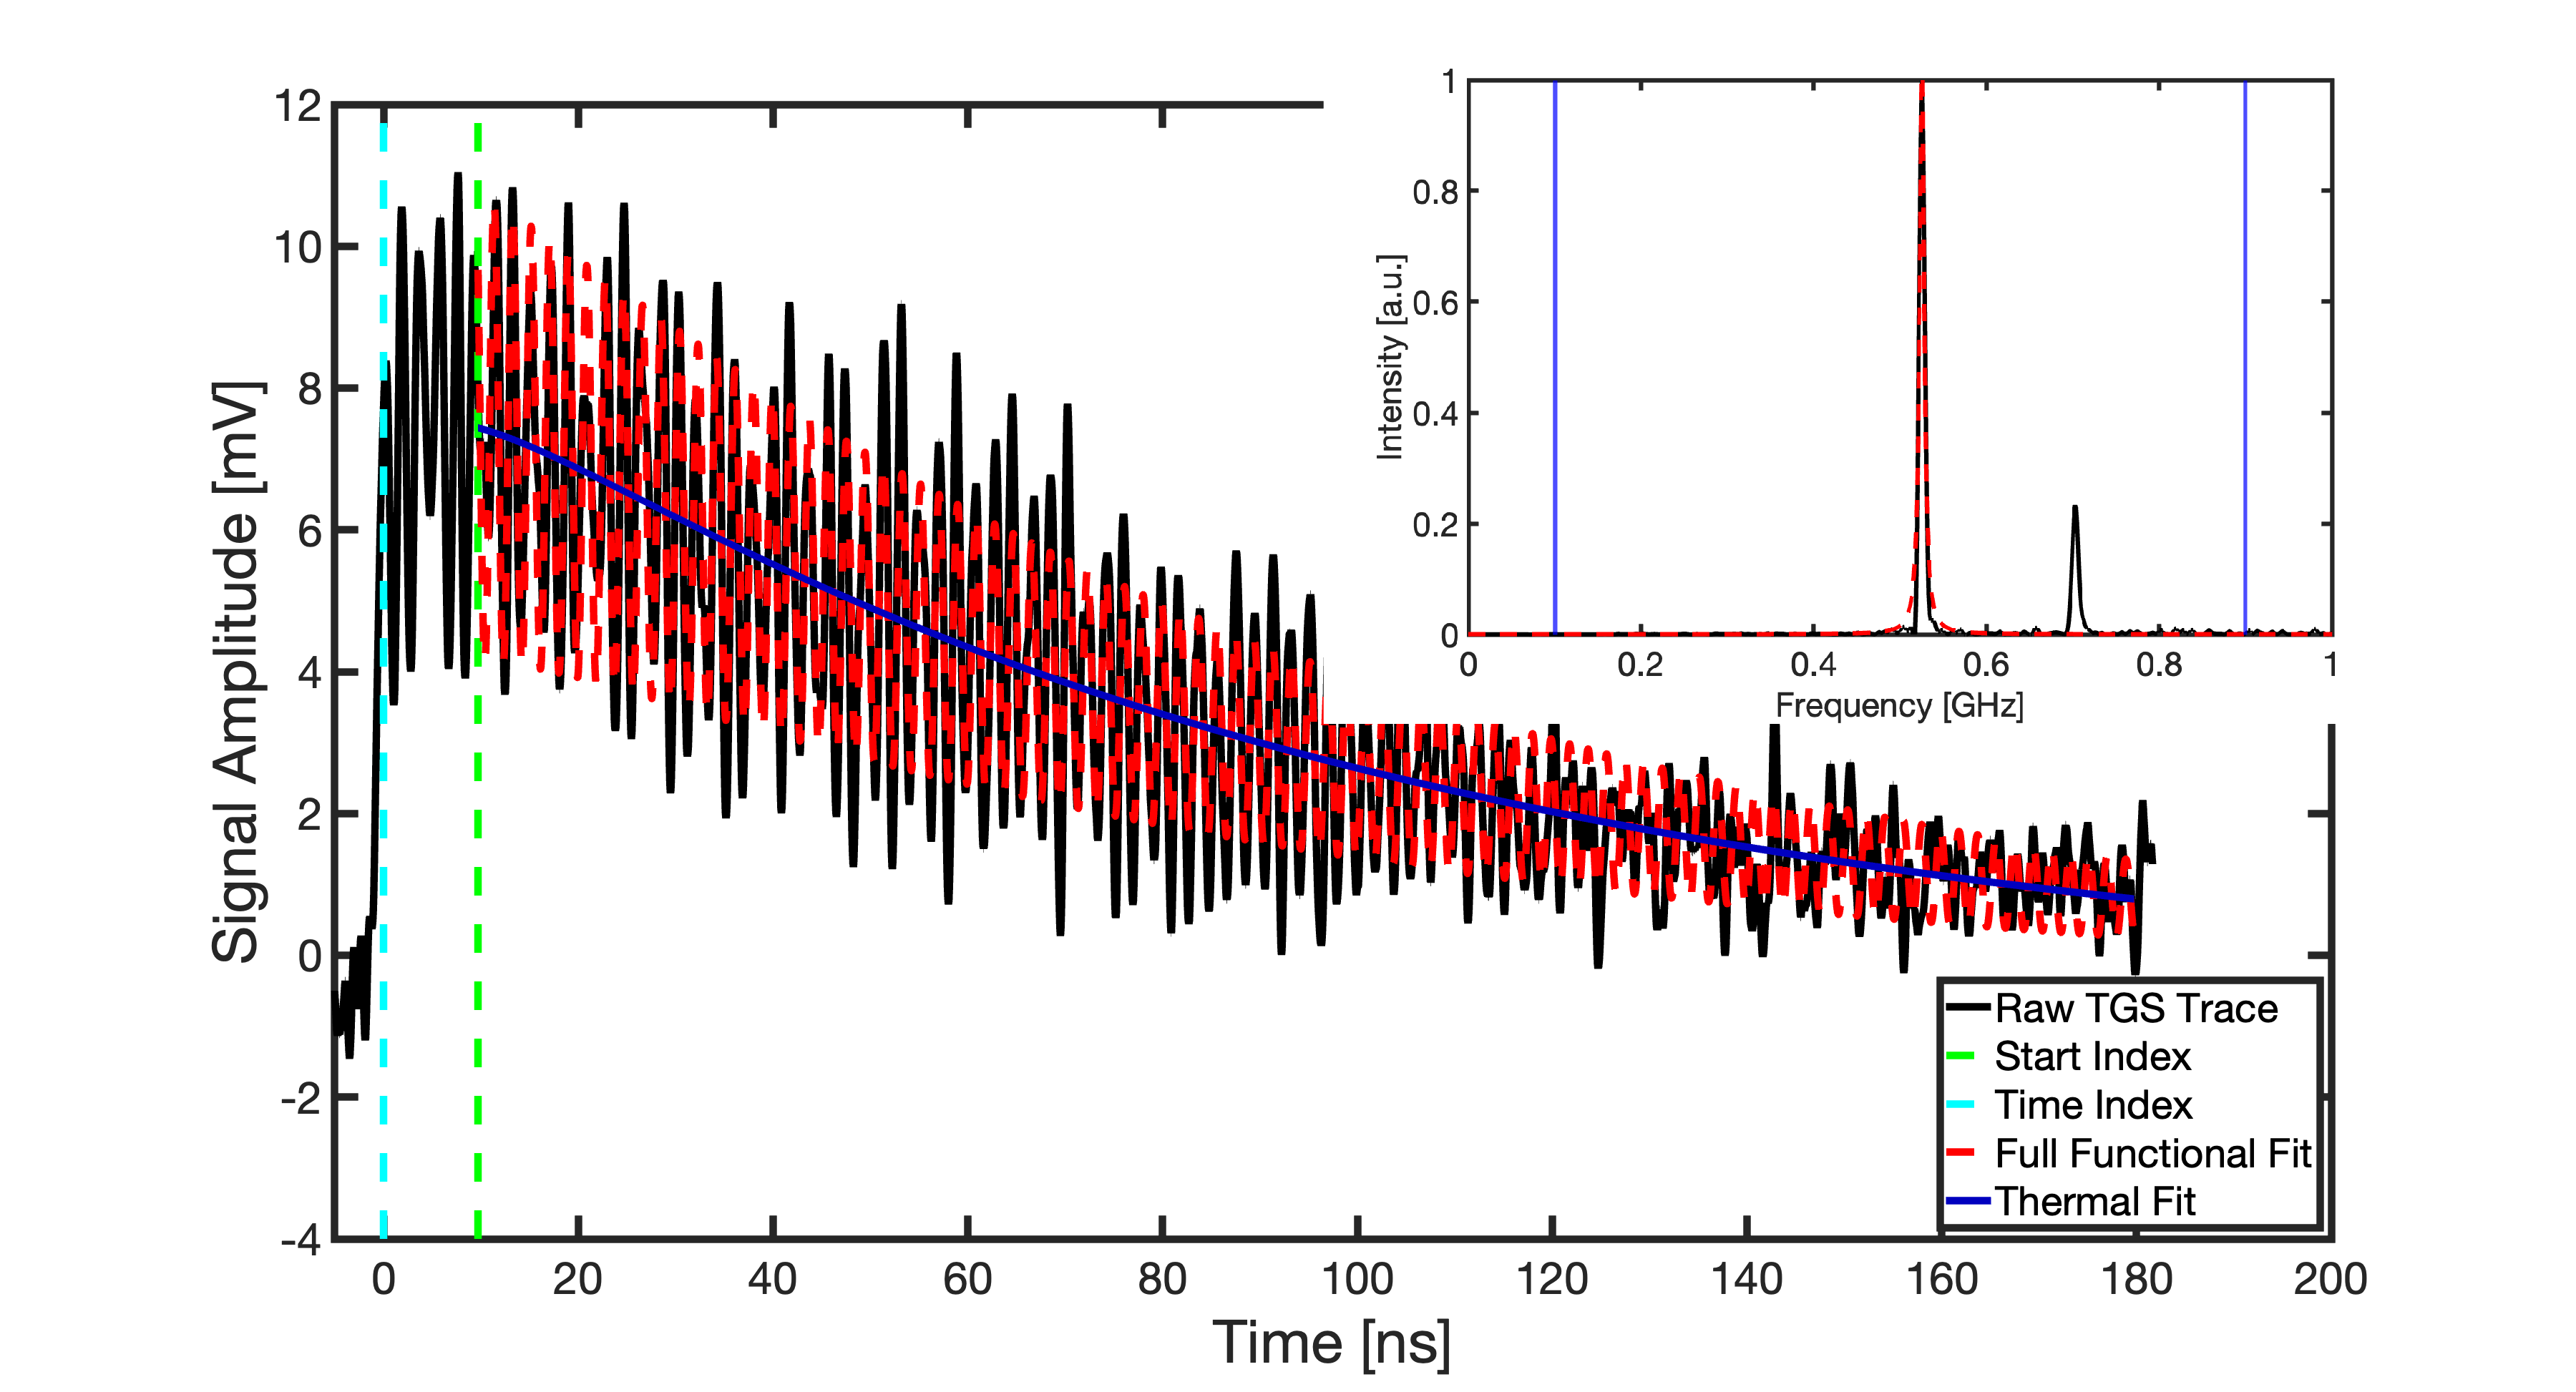 Signal Amplitude [mV]
12
10
8
6
4
2
0
-2
-4
0 20 40 60 80 100 120 140 160 180 200
Time [ns]
Intensity [a.u.]
1
0.8
0.6
0.4
0.2
0
0 0.2 0.4 0.6 0.8 1
Frequency [GHz]
Raw TGS Trace
Start Index
Time Index
Full Functional Fit
Thermal Fit